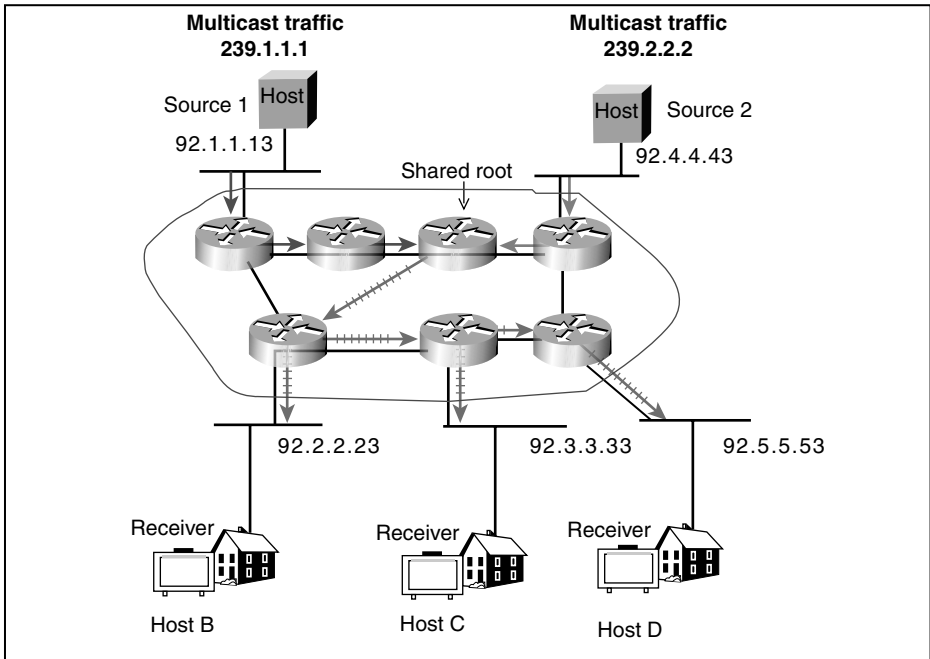 Multicast traffic
239.1.1.1
Multicast traffic
239.2.2.2
Source 1
Host
Host
Source 2
92.1.1.13
92.4.4.43
Shared root
92.2.2.23
92.3.3.33
92.5.5.53
Receiver
Receiver
Receiver
Host B
Host C
Host D